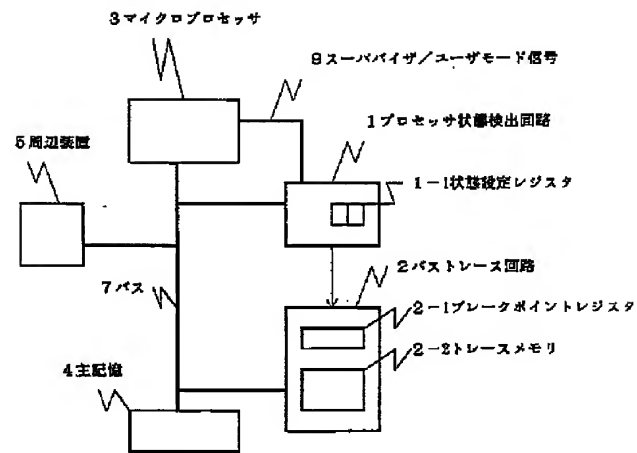 3マイクロプロセッサ
9スーパバイザ／ユーザモード信号
1プロセッサ状態検出回路
5周辺装置
1－1状態設定レジスタ
2バストレース回路
7バス
2－1ブレークポイントレジスタ
2－2トレースメモリ
4主記憶